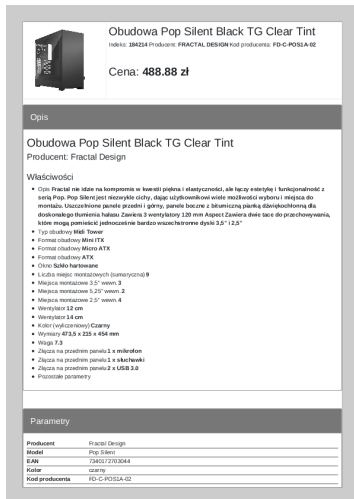 Obudowa Pop Silent Black TG Clear Tint
Indeks: 184214 Producent: FRACTAL DESIGN Kod producenta: FD-C-POS1A-02
Cena: 488.88 zł
Opis
Obudowa Pop Silent Black TG Clear Tint
Producent: Fractal Design
Właściwości
Opis Fractal nie idzie na kompromis w kwestii piękna i elastyczności, ale łączy estetykę i funkcjonalność z
serią Pop. Pop Silent jest niezwykle cichy, dając użytkownikowi wiele możliwości wyboru i miejsca do
montażu. Uszczelnione panele przedni i górny, panele boczne z bitumiczną pianką dźwiękochłonną dla
doskonałego tłumienia hałasu Zawiera 3 wentylatory 120 mm Aspect Zawiera dwie tace do przechowywania,
które mogą pomieścić jednocześnie bardzo wszechstronne dyski 3,5" i 2,5"
Typ obudowy Midi Tower
Format obudowy Mini ITX
Format obudowy Micro ATX
Format obudowy ATX
Okno Szkło hartowane
Liczba miejsc montażowych (sumaryczna) 9
Miejsca montażowe 3,5" wewn. 3
Miejsca montażowe 5,25" wewn. 2
Miejsca montażowe 2,5" wewn. 4
Wentylator 12 cm
Wentylator 14 cm
Kolor (wyliczeniowy) Czarny
Wymiary 473,5 x 215 x 454 mm
Waga 7.3
Złącza na przednim panelu 1 x mikrofon
Złącza na przednim panelu 1 x słuchawki
Złącza na przednim panelu 2 x USB 3.0
Pozostałe parametry
Parametry
Producent Fractal Design
Model Pop Silent
EAN 7340172703044
Kolor czarny
Kod producenta FD-C-POS1A-02